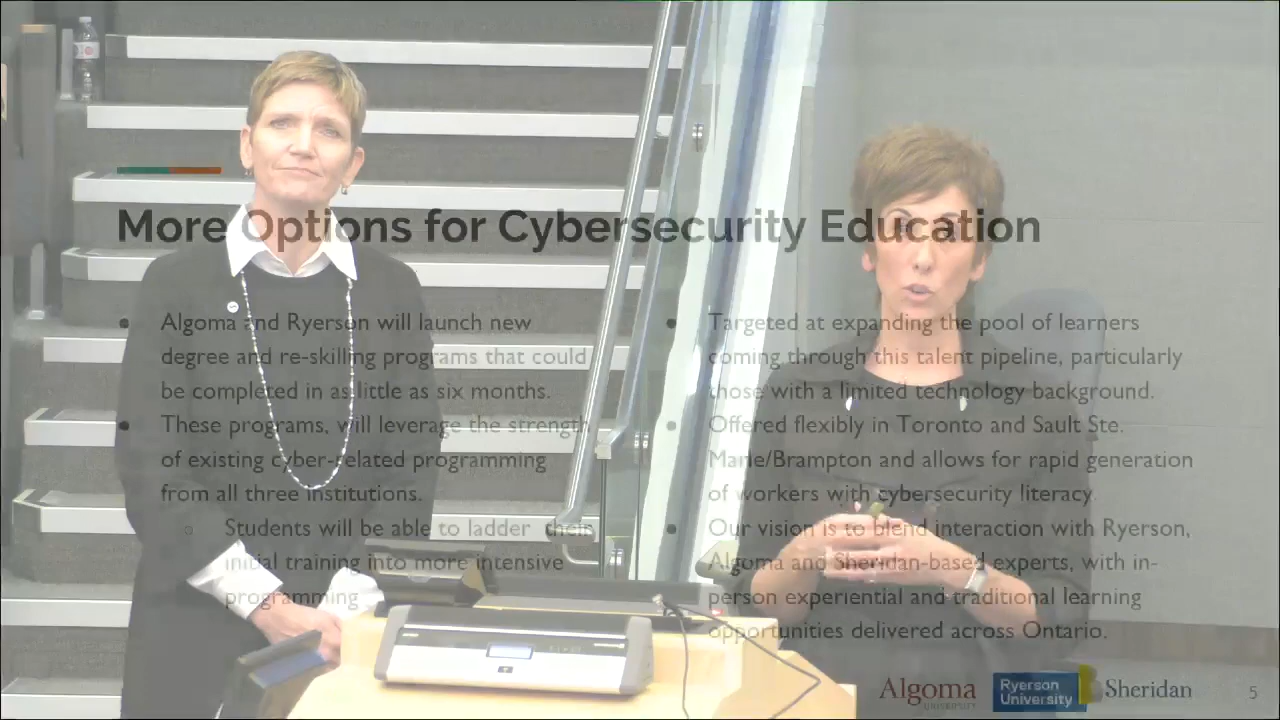 More Options for Cybersecurity Education
Algoma and Ryerson will launch new
degree and re-skilling programs that could
be completed in as little as six months.
These programs, will leverage the strength
of existing cyber-related programming
from all three institutions.
Students will be able to ladder their
initial training into more intensive
programming
Targeted at expanding the pool of learners
coming through this talent pipeline, particularly
those with a limited technology background.
Offered flexibly in Toronto and Sault Ste.
Marie/Brampton and allows for rapid generation
of workers with cybersecurity literacy.
Our vision is to blend interaction with Ryerson,
Algoma and Sheridan-based experts, with in-
person experiential and traditional learning
opportunities delivered across Ontario.
Algoma
UNIVERSITY
Ryerson
University
Sheridan
5